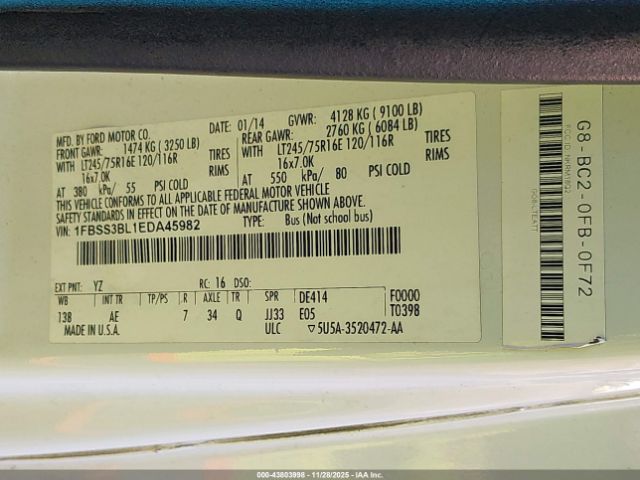 MFD. BY FORD MOTOR CO.
DATE: 01/14 GVWR: 4128 KG ( 9100 LB)
FRONT GAWR: 1474 KG ( 3250 LB)
REAR GAWR: 2760 KG ( 6084 LB)
LT245/75R16E 120/116R TIRES
LT245/75R16E 120/116R TIRES
16x7.0K RIMS
16x7.0K RIMS
AT 380 kPa/ 55 PSI COLD
AT 550 kPa/ 80 PSI COLD
THIS VEHICLE CONFORMS TO ALL APPLICABLE FEDERAL MOTOR VEHICLE
SAFETY STANDARDS IN EFFECT ON THE DATE OF MANUFACTURE SHOWN ABOVE.
VIN: 1FBSS3BL1EDA45982
TYPE: Bus (Not school bus)
EXT PNT: YZ RC: 16 DSO:
WB INT TR TP/PS R AXLE TR SPR DE414 F0000
138 AE 7 34 Q JJ33 E05 T0398
MADE IN U.S.A. ULC ▽5U5A-3520472-AA
G8-BC2-0FB-0F72
000-43803998 - 11/28/2025 - IAAI.COM